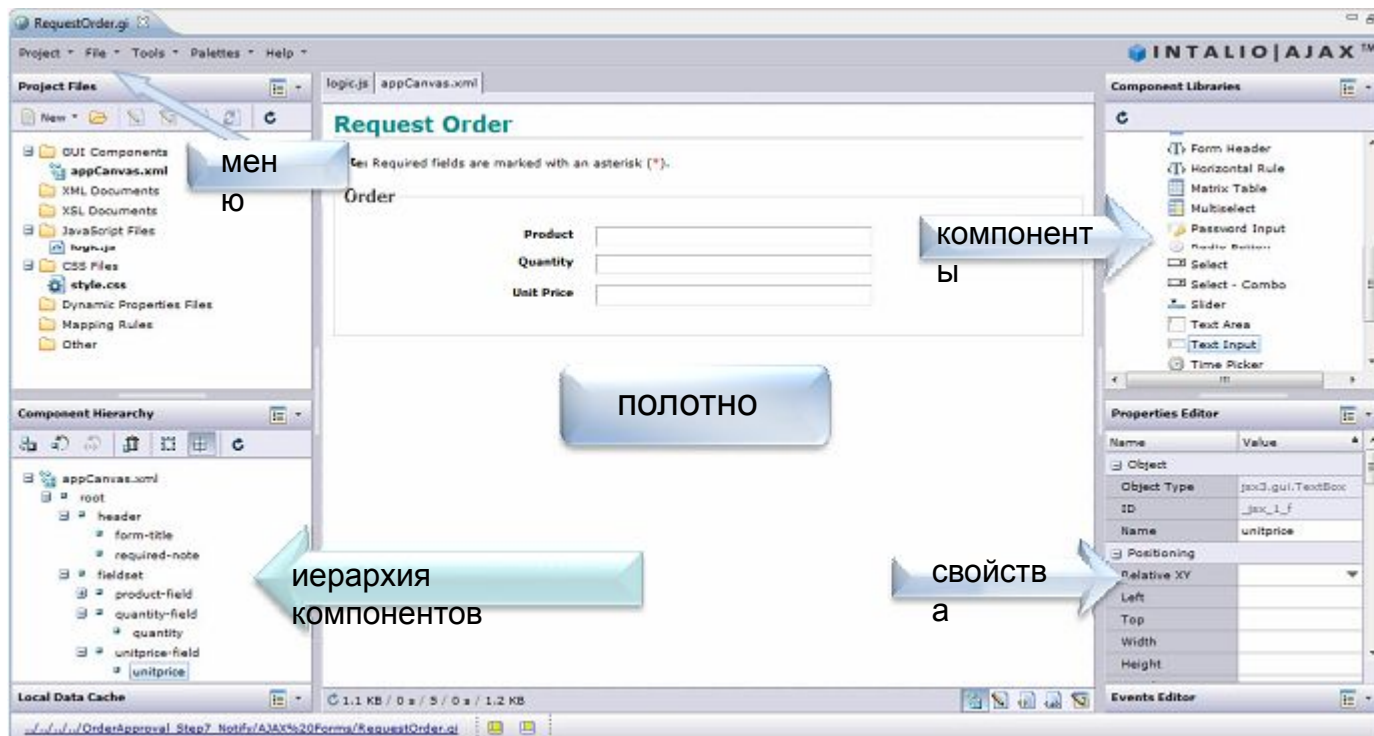 RequestOrder.gi
Project File Tools Palettes Help
INTALIO|AJAX™
Project Files
New
GUI Components
appCanvas.xml
XML Documents
XSL Documents
JavaScript Files
logic.js
CSS Files
style.css
Dynamic Properties Files
Mapping Rules
Other
мен
ю
Component Hierarchy
appCanvas.xml
root
header
form-title
required-note
fieldset
product-field
quantity-field
quantity
unitprice-field
unitprice
иерархия
компонентов
Local Data Cache
logic.js appCanvas.xml
Request Order
Required fields are marked with an asterisk (*).
Order
Product
Quantity
Unit Price
полотно
1.1 KB / 0 s / 5 / 0 s / 1.2 KB
Component Libraries
Form Header
Horizontal Rule
Matrix Table
Multiselect
Password Input
Radio Button
Select
Select - Combo
Slider
Text Area
Text Input
Time Picker
компонент
ы
Properties Editor
Name Value
Object
Object Type jsx3.gui.TextBox
ID _jsx_1_f
Name unitprice
Positioning
Relative XY
Left
Top
Width
Height
свойств
а
Events Editor
../../../../OrderApproval_Step7_Notify/AJAX%20Forms/RequestOrder.gi